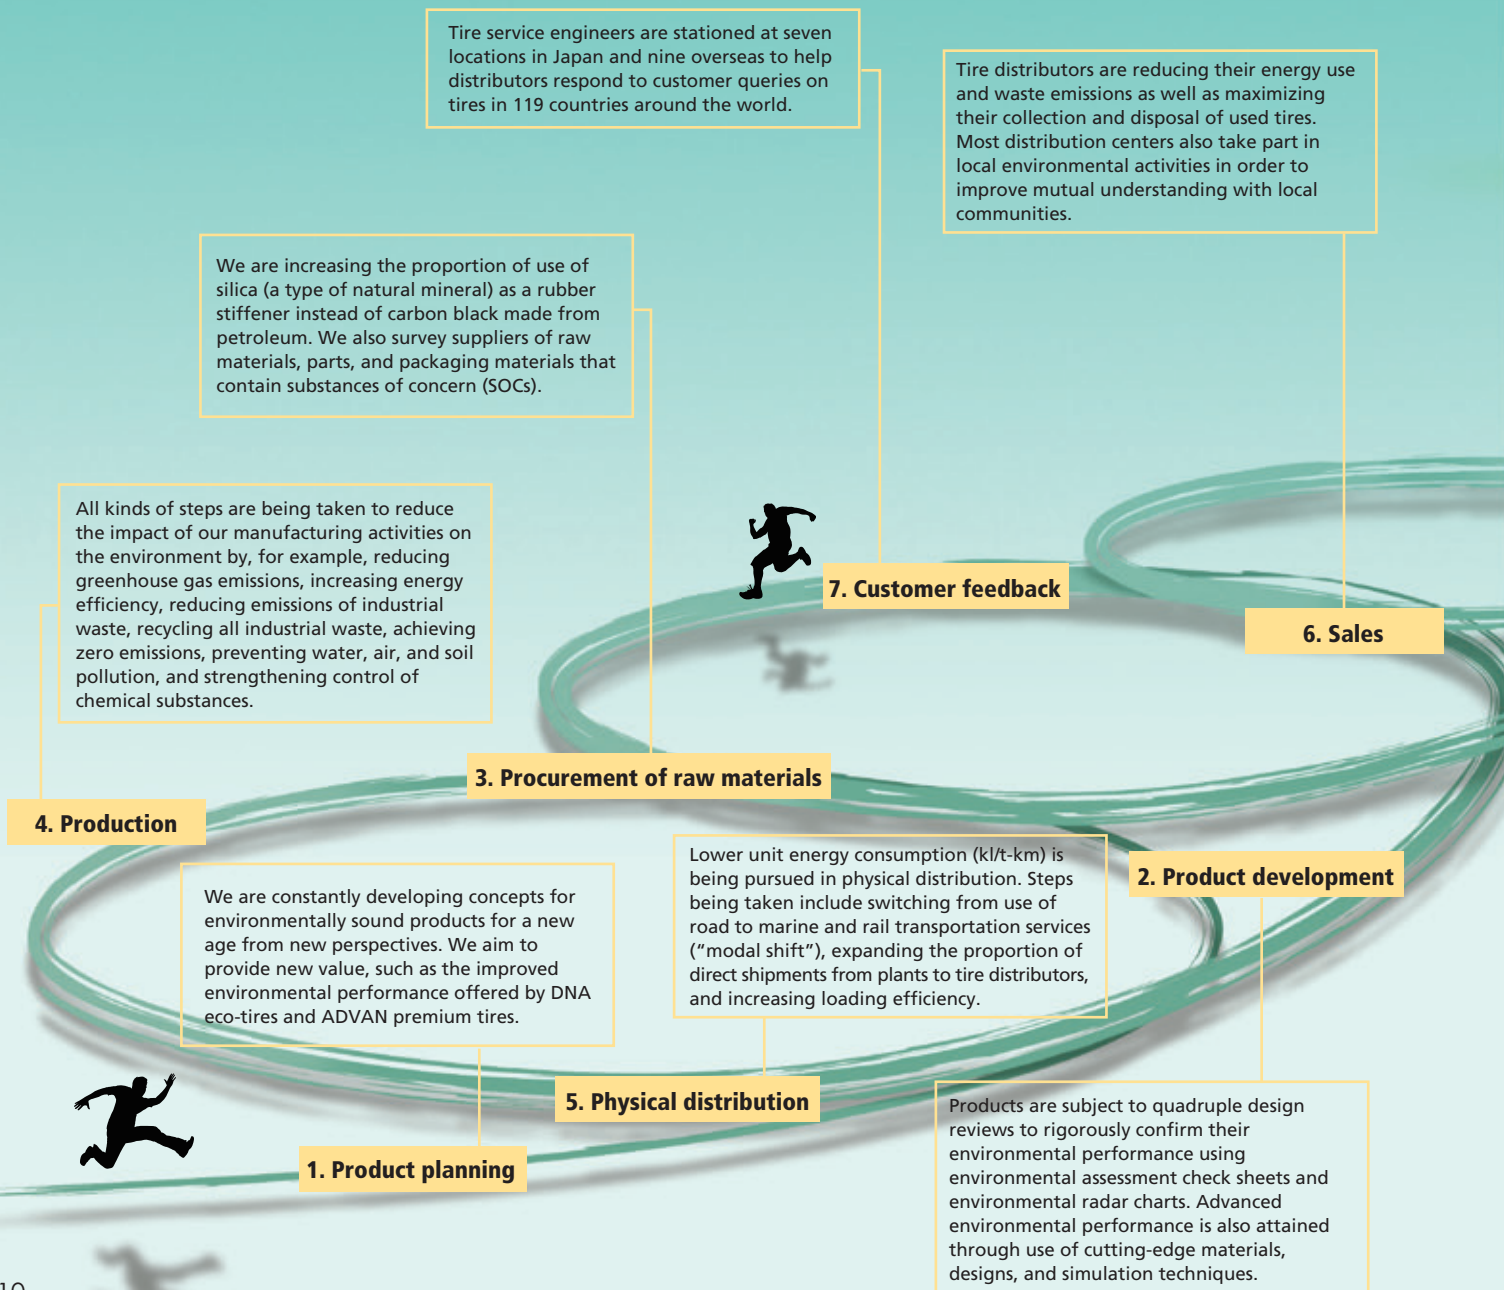 Tire service engineers are stationed at seven
locations in Japan and nine overseas to help
distributors respond to customer queries on
tires in 119 countries around the world.
Tire distributors are reducing their energy use
and waste emissions as well as maximizing
their collection and disposal of used tires.
Most distribution centers also take part in
local environmental activities in order to
improve mutual understanding with local
communities.
We are increasing the proportion of use of
silica (a type of natural mineral) as a rubber
stiffener instead of carbon black made from
petroleum. We also survey suppliers of raw
materials, parts, and packaging materials that
contain substances of concern (SOCs).
All kinds of steps are being taken to reduce
the impact of our manufacturing activities on
the environment by, for example, reducing
greenhouse gas emissions, increasing energy
efficiency, reducing emissions of industrial
waste, recycling all industrial waste, achieving
zero emissions, preventing water, air, and soil
pollution, and strengthening control of
chemical substances.
7. Customer feedback
6. Sales
3. Procurement of raw materials
4. Production
2. Product development
We are constantly developing concepts for
environmentally sound products for a new
age from new perspectives. We aim to
provide new value, such as the improved
environmental performance offered by DNA
eco-tires and ADVAN premium tires.
Lower unit energy consumption (kl/t-km) is
being pursued in physical distribution. Steps
being taken include switching from use of
road to marine and rail transportation services
("modal shift"), expanding the proportion of
direct shipments from plants to tire distributors,
and increasing loading efficiency.
5. Physical distribution
1. Product planning
Products are subject to quadruple design
reviews to rigorously confirm their
environmental performance using
environmental assessment check sheets and
environmental radar charts. Advanced
environmental performance is also attained
through use of cutting-edge materials,
designs, and simulation techniques.